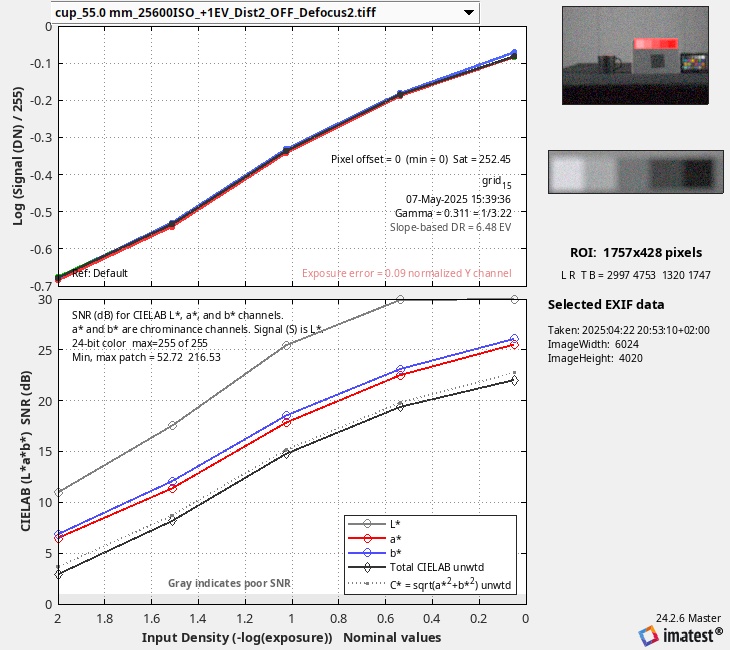 cup_55.0 mm_25600ISO_+1EV_Dist2_OFF_Defocus2.tiff
Log (Signal (DN) / 255)
0
-0.1
-0.2
-0.3
-0.4
-0.5
-0.6
-0.7
Pixel offset = 0 (min = 0) Sat = 252.45
grid15
07-May-2025 15:39:36
Gamma = 0.311 = 1/3.22
Slope-based DR = 6.48 EV
Ref: Default
Exposure error = 0.09 normalized Y channel
CIELAB (L*a*b*) SNR (dB)
30
25
20
15
10
5
0
SNR (dB) for CIELAB L*, a*, and b* channels.
a* and b* are chrominance channels. Signal (S) is L*.
24-bit color max=255 of 255
Min, max patch = 52.72 216.53
L*
a*
b*
Total CIELAB unwtd
C* = sqrt(a*²+b*²) unwtd
Gray indicates poor SNR
2 1.8 1.6 1.4 1.2 1 0.8 0.6 0.4 0.2 0
Input Density (-log(exposure)) Nominal values
ROI: 1757x428 pixels
L R T B = 2997 4753 1320 1747
Selected EXIF data
Taken: 2025:04:22 20:53:10+02:00
ImageWidth: 6024
ImageHeight: 4020
24.2.6 Master
imatest®